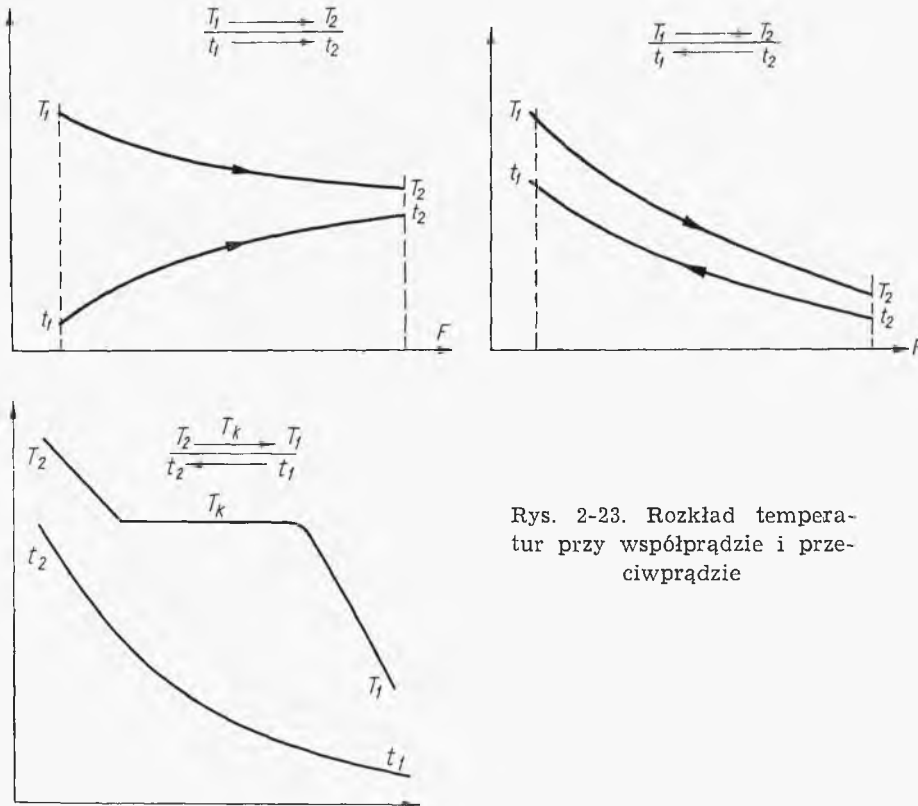 T₁ → T₂
t₁ → t₂
T₁
T₂
t₂
t₁
F
T₁ → T₂
t₁ ← t₂
T₁
t₁
T₂
t₂
F
T₂ Tₖ → T₁
t₂ ← t₁
T₂
Tₖ
t₂
T₁
t₁
Rys. 2-23. Rozkład tempera-
tur przy współprądzie i prze-
ciwprądzie